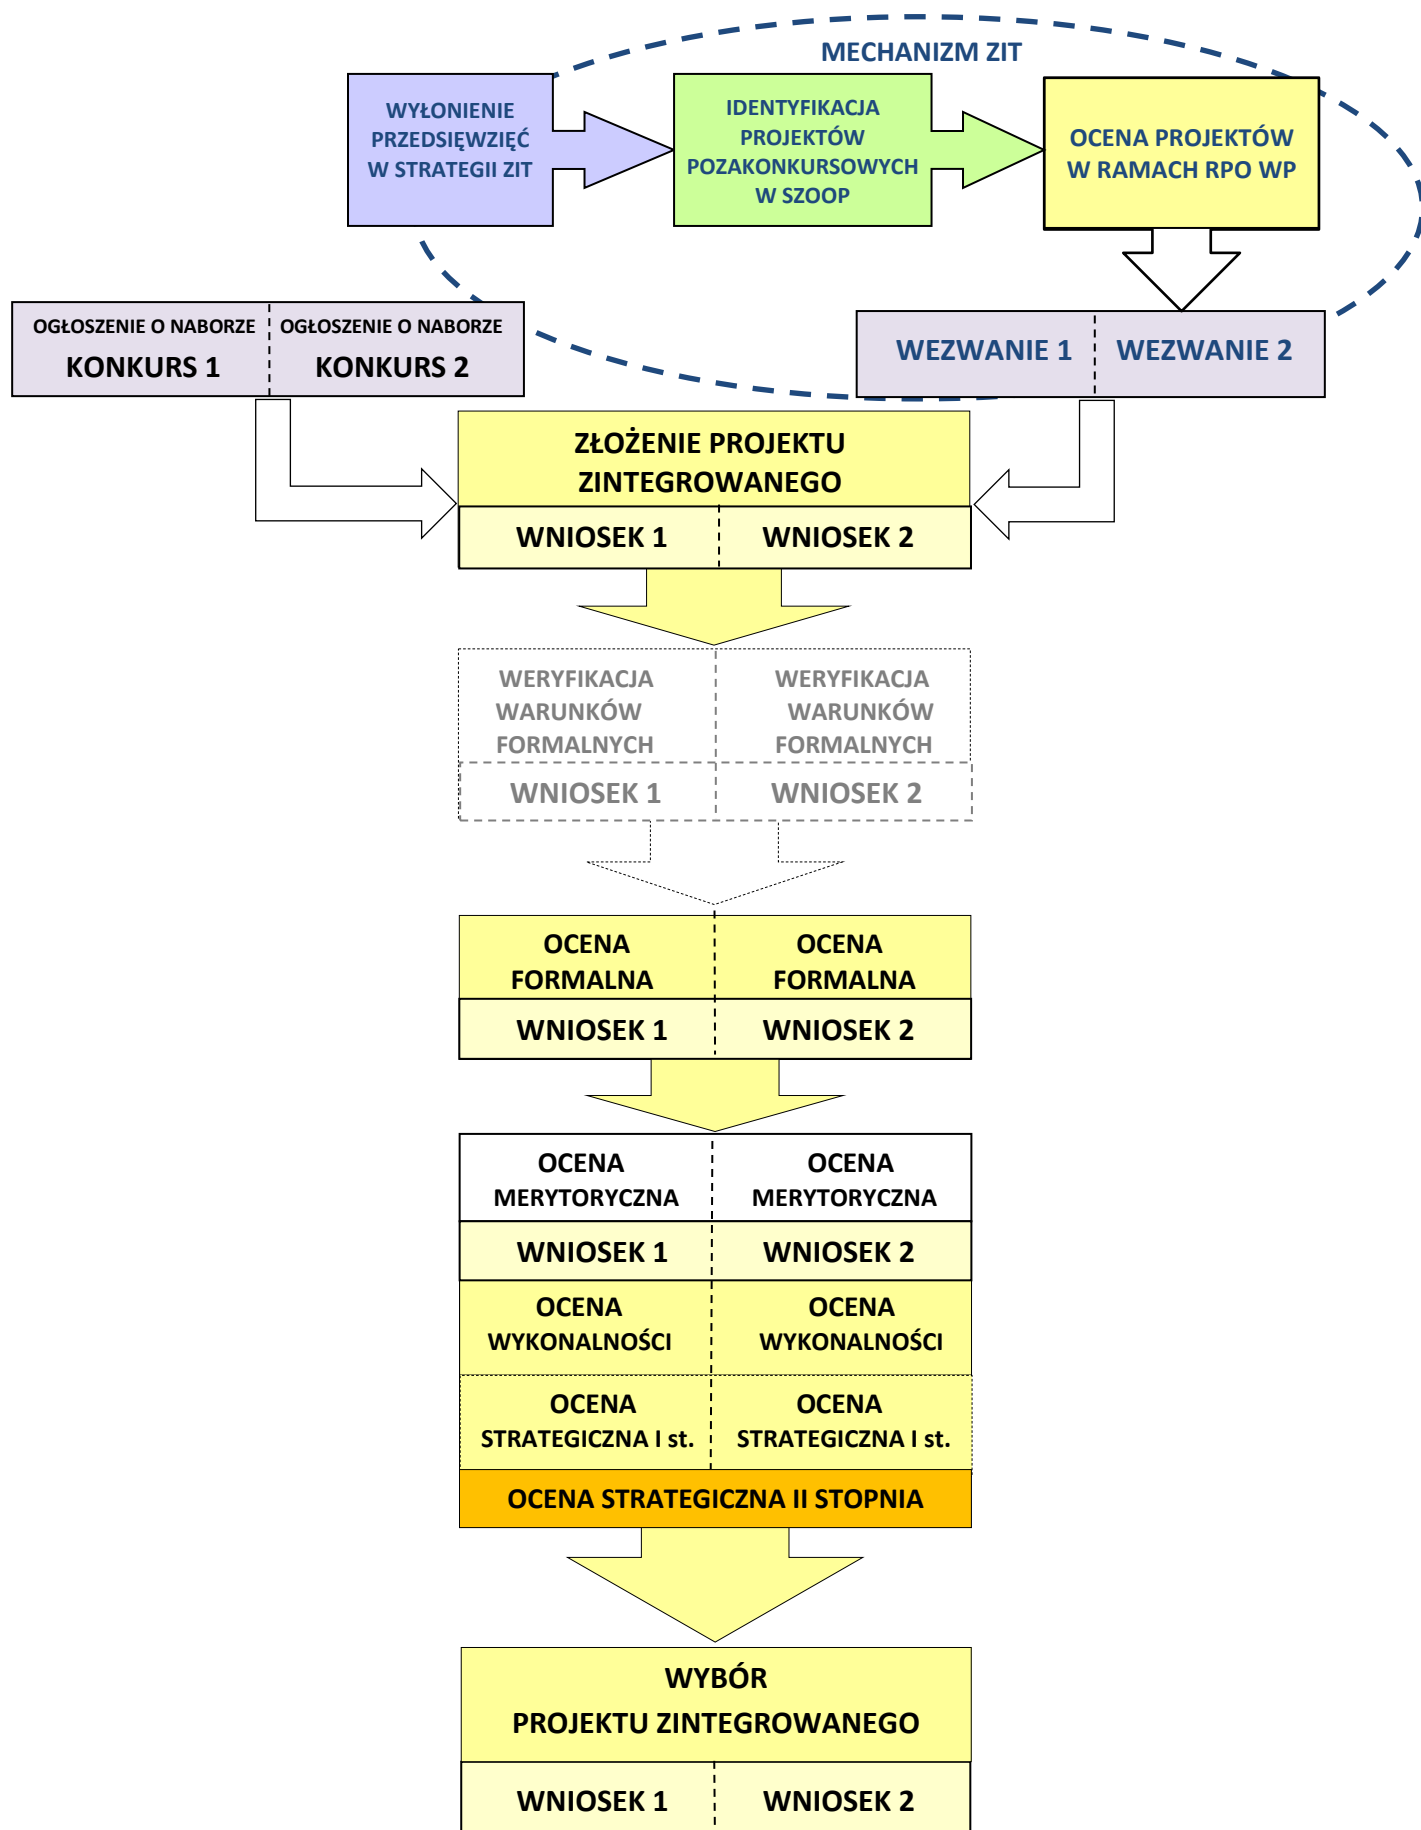 MECHANIZM ZIT
WYŁONIENIE
PRZEDSIĘWZIĘĆ
W STRATEGII ZIT
IDENTYFIKACJA
PROJEKTÓW
POZAKONKURSOWYCH
W SZOOP
OCENA PROJEKTÓW
W RAMACH RPO WP
OGŁOSZENIE O NABORZE
KONKURS 1
OGŁOSZENIE O NABORZE
KONKURS 2
WEZWANIE 1
WEZWANIE 2
ZŁOŻENIE PROJEKTU
ZINTEGROWANEGO
WNIOSEK 1
WNIOSEK 2
WERYFIKACJA
WARUNKÓW
FORMALNYCH
WERYFIKACJA
WARUNKÓW
FORMALNYCH
WNIOSEK 1
WNIOSEK 2
OCENA
FORMALNA
OCENA
FORMALNA
WNIOSEK 1
WNIOSEK 2
OCENA
MERYTORYCZNA
OCENA
MERYTORYCZNA
WNIOSEK 1
WNIOSEK 2
OCENA
WYKONALNOŚCI
OCENA
WYKONALNOŚCI
OCENA
STRATEGICZNA I st.
OCENA
STRATEGICZNA I st.
OCENA STRATEGICZNA II STOPNIA
WYBÓR
PROJEKTU ZINTEGROWANEGO
WNIOSEK 1
WNIOSEK 2